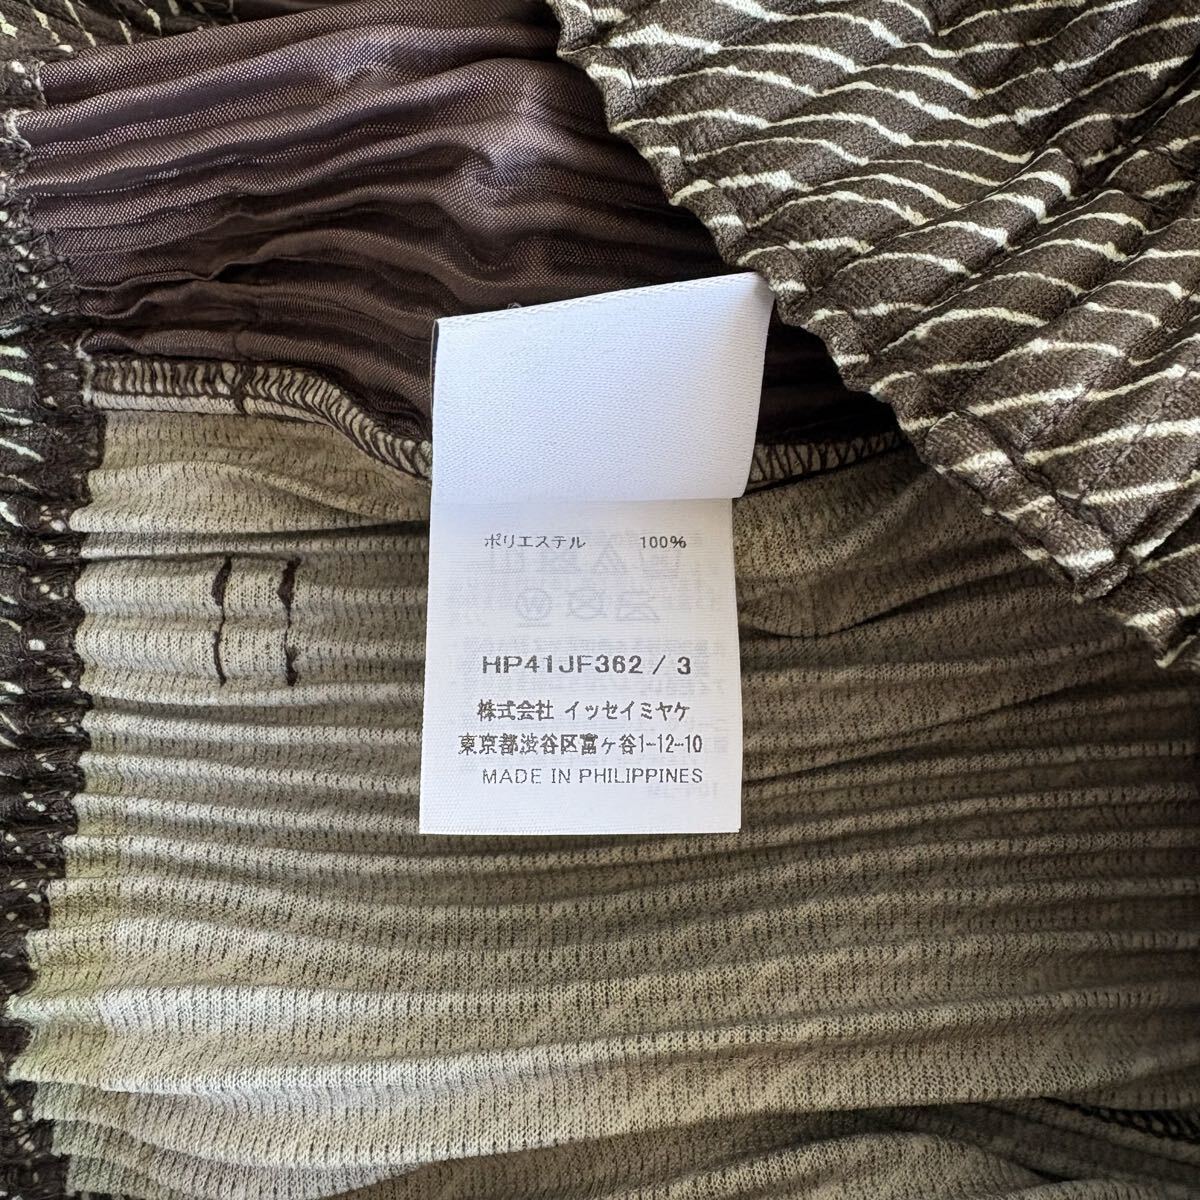 ポリエステル 100%
HP41JF362 / 3
株式会社 イッセイミヤケ
東京都渋谷区富ヶ谷1-12-10
MADE IN PHILIPPINES